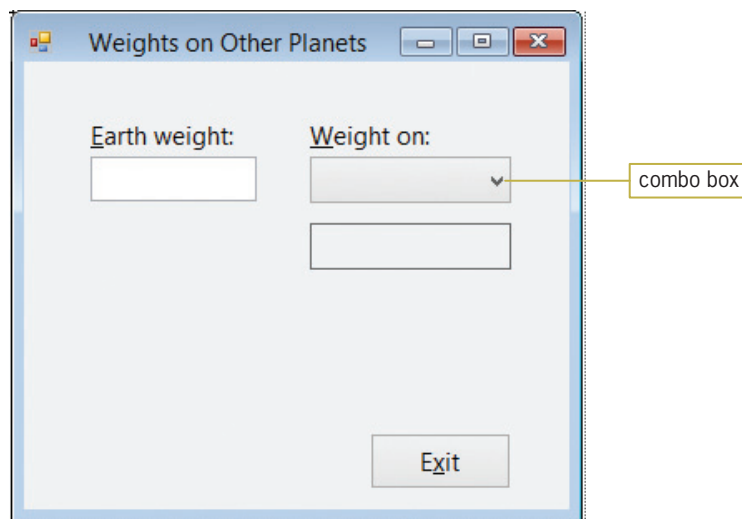 Weights on Other Planets
Earth weight:
Weight on:
combo box
Exit